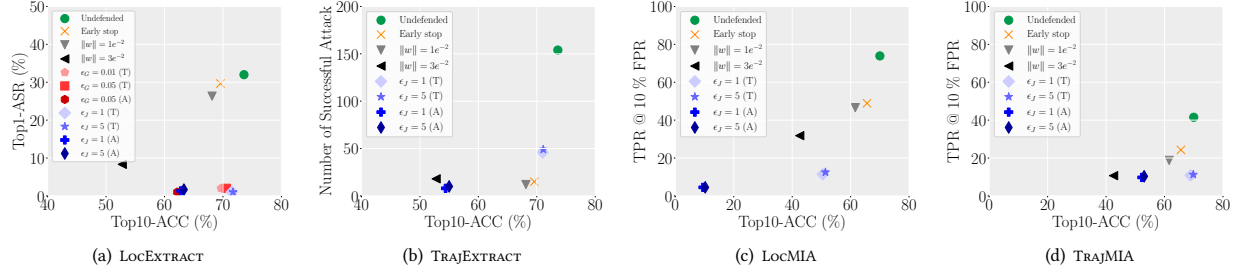 50
40
30
20
10
0
40
50
60
70
80
Top1-ASR (%)
Top10-ACC (%)
Undefended
Early stop
||w|| = 1e⁻²
||w|| = 3e⁻²
ϵ_G = 0.01 (T)
ϵ_G = 0.05 (T)
ϵ_G = 0.05 (A)
ϵ_J = 1 (T)
ϵ_J = 5 (T)
ϵ_J = 1 (A)
ϵ_J = 5 (A)
(a) LocExtract
200
150
100
50
0
40
50
60
70
80
Number of Successful Attack
Top10-ACC (%)
Undefended
Early stop
||w|| = 1e⁻²
||w|| = 3e⁻²
ϵ_J = 1 (T)
ϵ_J = 5 (T)
ϵ_J = 1 (A)
ϵ_J = 5 (A)
(b) TrajExtract
100
80
60
40
20
0
0
20
40
60
80
TPR @ 10 % FPR
Top10-ACC (%)
Undefended
Early stop
||w|| = 1e⁻²
||w|| = 3e⁻²
ϵ_J = 1 (T)
ϵ_J = 5 (T)
ϵ_J = 1 (A)
ϵ_J = 5 (A)
(c) LocMIA
100
80
60
40
20
0
0
20
40
60
80
TPR @ 10 % FPR
Top10-ACC (%)
Undefended
Early stop
||w|| = 1e⁻²
||w|| = 3e⁻²
ϵ_J = 1 (T)
ϵ_J = 5 (T)
ϵ_J = 1 (A)
ϵ_J = 5 (A)
(d) TrajMIA